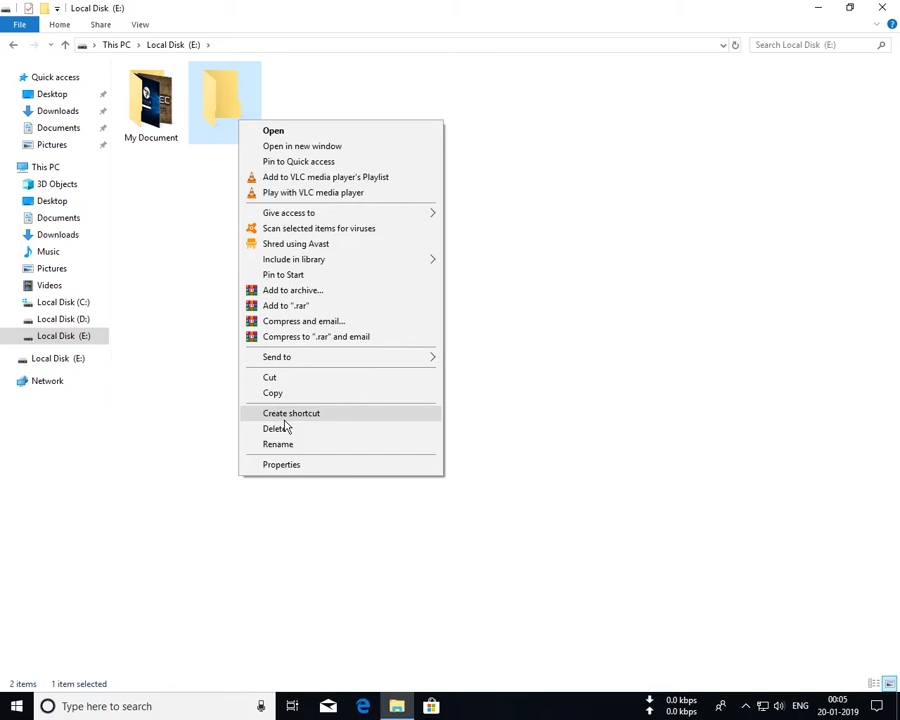 Local Disk (E:)
File Home Share View
This PC Local Disk (E:)
Search Local Disk (E:)
Quick access
Desktop
Downloads
Documents
Pictures
This PC
3D Objects
Desktop
Documents
Downloads
Music
Pictures
Videos
Local Disk (C:)
Local Disk (D:)
Local Disk (E:)
Local Disk (E:)
Network
My Document
Open
Open in new window
Pin to Quick access
Add to VLC media player's Playlist
Play with VLC media player
Give access to
Scan selected items for viruses
Shred using Avast
Include in library
Pin to Start
Add to archive...
Add to ".rar"
Compress and email...
Compress to ".rar" and email
Send to
Cut
Copy
Create shortcut
Delete
Rename
Properties
2 items 1 item selected
Type here to search
0.0 kbps
0.0 kbps
ENG
00:05
20-01-2019